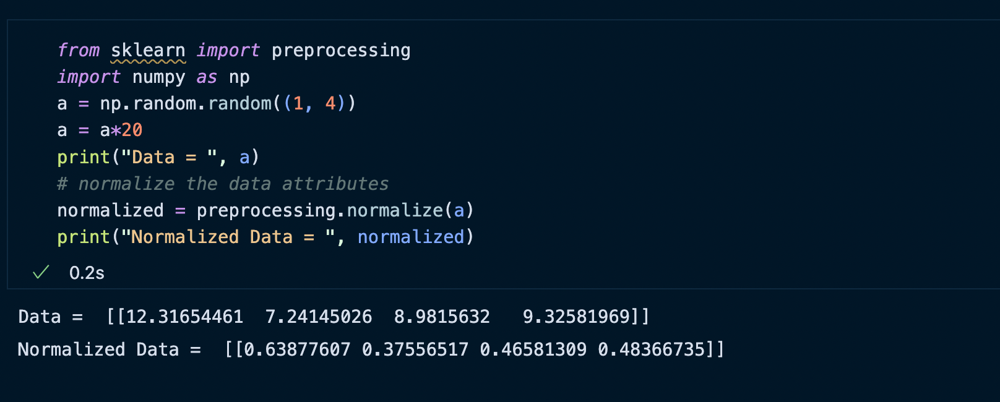 from sklearn import preprocessing
import numpy as np
a = np.random.random((1, 4))
a = a*20
print("Data = ", a)
# normalize the data attributes
normalized = preprocessing.normalize(a)
print("Normalized Data = ", normalized)
0.2s
Data =  [[12.31654461  7.24145026  8.9815632   9.32581969]]
Normalized Data =  [[0.63877607 0.37556517 0.46581309 0.48366735]]